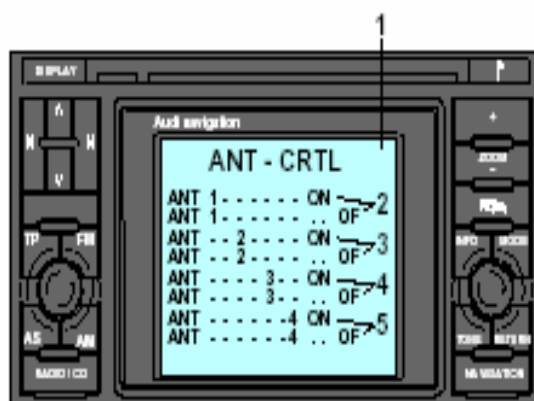 1
DISPLAY
Audi navigation
+
ZOOM
-
N
N
ANT - CRTL
ANT 1 - - - - - - ON 2
ANT 1 - - - - - - .. OF
ANT - - 2 - - - - ON 3
ANT - - 2 - - - - .. OF
ANT - - - - 3 - - ON 4
ANT - - - - 3 - - .. OF
ANT - - - - - - 4 ON 5
ANT - - - - - - 4 .. OF
TP
FM
INFO
MODE
AS
AM
TONE
RETURN
RADIO / CD
NAVIGATION